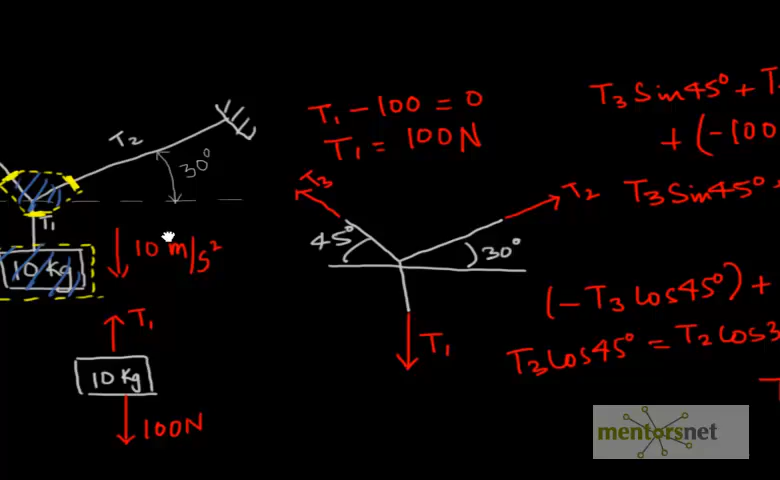 T2
30°
T1
10 Kg
10 m/s²
T1
10 Kg
100N
T1 - 100 = 0
T1 = 100N
T3
T2
45°
30°
T1
T3 Sin45° +
+ (-100
T3 Sin45°
(-T3 Cos45°) +
T3 Cos45° = T2 Cos3
mentorsnet